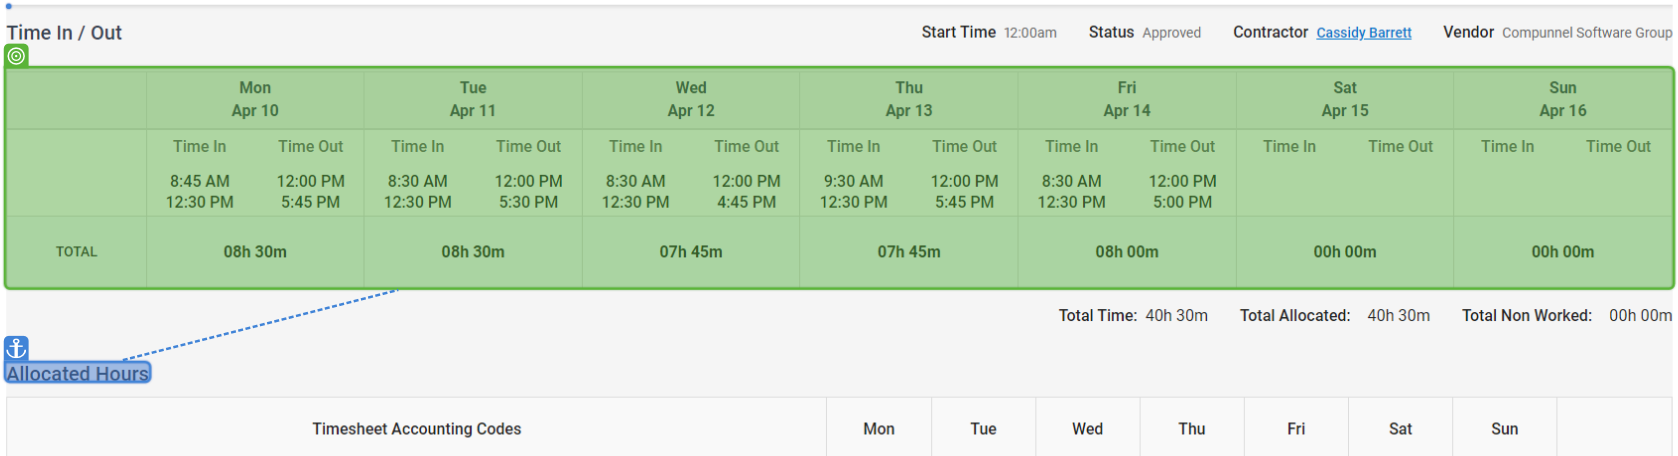 Time In / Out Start Time 12:00am Status Approved Contractor Cassidy Barrett Vendor Compunnel Software Group
Mon Tue Wed Thu Fri Sat Sun
Apr 10 Apr 11 Apr 12 Apr 13 Apr 14 Apr 15 Apr 16
Time In Time Out Time In Time Out Time In Time Out Time In Time Out Time In Time Out Time In Time Out Time In Time Out
8:45 AM 12:00 PM 8:30 AM 12:00 PM 8:30 AM 12:00 PM 9:30 AM 12:00 PM 8:30 AM 12:00 PM
12:30 PM 5:45 PM 12:30 PM 5:30 PM 12:30 PM 4:45 PM 12:30 PM 5:45 PM 12:30 PM 5:00 PM
TOTAL 08h 30m 08h 30m 07h 45m 07h 45m 08h 00m 00h 00m 00h 00m
Total Time: 40h 30m Total Allocated: 40h 30m Total Non Worked: 00h 00m
Allocated Hours
Timesheet Accounting Codes Mon Tue Wed Thu Fri Sat Sun